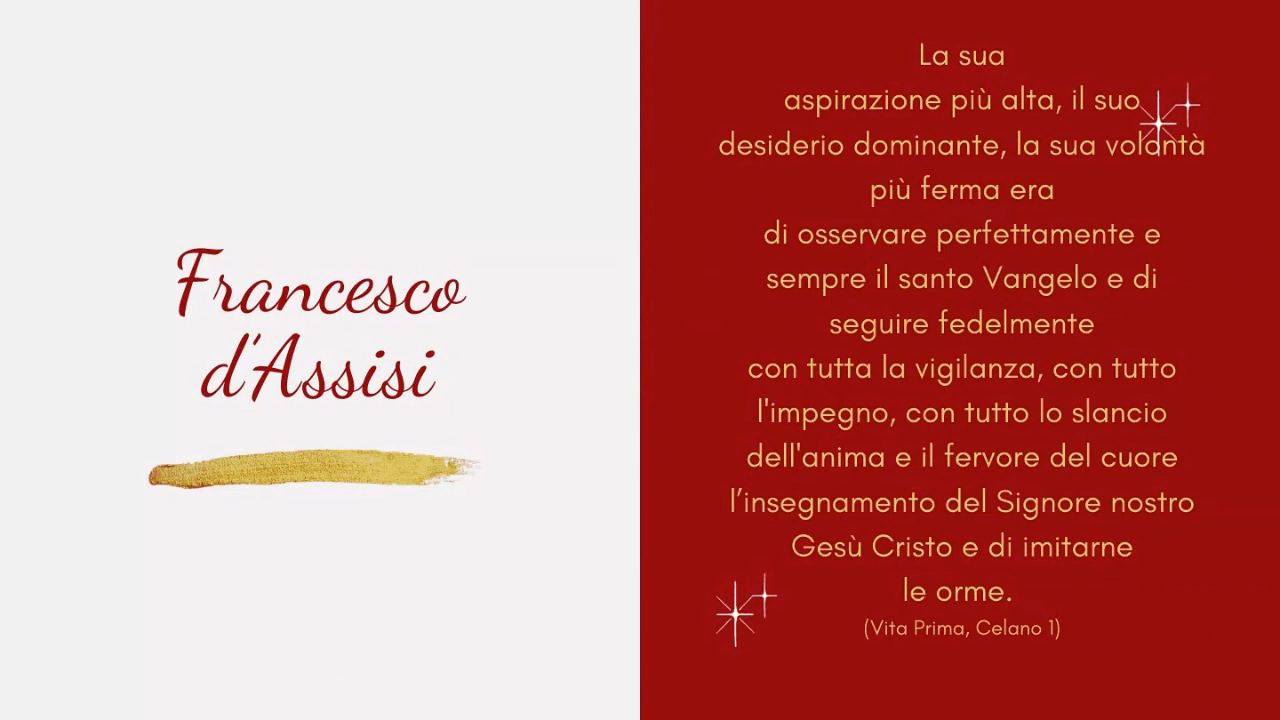 Francesco
d'Assisi
La sua
aspirazione più alta, il suo
desiderio dominante, la sua volontà
più ferma era
di osservare perfettamente e
sempre il santo Vangelo e di
seguire fedelmente
con tutta la vigilanza, con tutto
l'impegno, con tutto lo slancio
dell'anima e il fervore del cuore
l’insegnamento del Signore nostro
Gesù Cristo e di imitarne
le orme.
(Vita Prima, Celano 1)